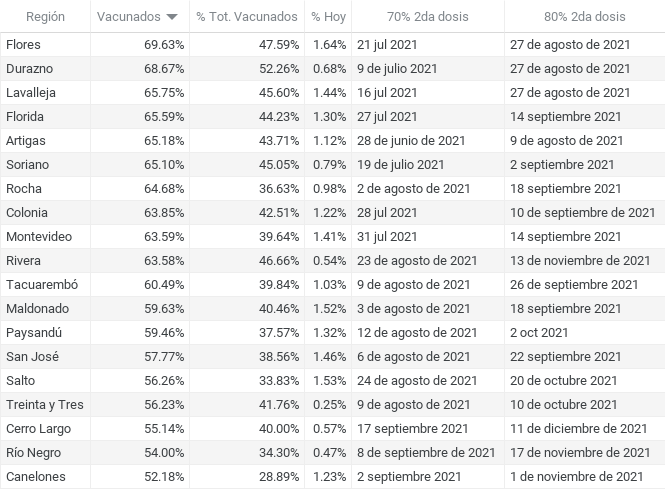 Región Vacunados % Tot. Vacunados % Hoy 70% 2da dosis 80% 2da dosis
Flores 69.63% 47.59% 1.64% 21 jul 2021 27 de agosto de 2021
Durazno 68.67% 52.26% 0.68% 9 de julio 2021 27 de agosto de 2021
Lavalleja 65.75% 45.60% 1.44% 16 jul 2021 27 de agosto de 2021
Florida 65.59% 44.23% 1.30% 27 jul 2021 14 septiembre 2021
Artigas 65.18% 43.71% 1.12% 28 de junio de 2021 9 de agosto de 2021
Soriano 65.10% 45.05% 0.79% 19 de julio 2021 2 septiembre 2021
Rocha 64.68% 36.63% 0.98% 2 de agosto de 2021 18 septiembre 2021
Colonia 63.85% 42.51% 1.22% 28 jul 2021 10 de septiembre de 2021
Montevideo 63.59% 39.64% 1.41% 31 jul 2021 14 septiembre 2021
Rivera 63.58% 46.66% 0.54% 23 de agosto de 2021 13 de noviembre de 2021
Tacuarembó 60.49% 39.84% 1.03% 9 de agosto de 2021 26 de septiembre 2021
Maldonado 59.63% 40.46% 1.52% 3 de agosto de 2021 18 septiembre 2021
Paysandú 59.46% 37.57% 1.32% 12 de agosto de 2021 2 oct 2021
San José 57.77% 38.56% 1.46% 6 de agosto de 2021 22 septiembre 2021
Salto 56.26% 33.83% 1.53% 24 de agosto de 2021 20 de octubre 2021
Treinta y Tres 56.23% 41.76% 0.25% 9 de agosto de 2021 10 de octubre 2021
Cerro Largo 55.14% 40.00% 0.57% 17 septiembre 2021 11 de diciembre de 2021
Río Negro 54.00% 34.30% 0.47% 8 de septiembre de 2021 17 de noviembre de 2021
Canelones 52.18% 28.89% 1.23% 2 septiembre 2021 1 de noviembre de 2021